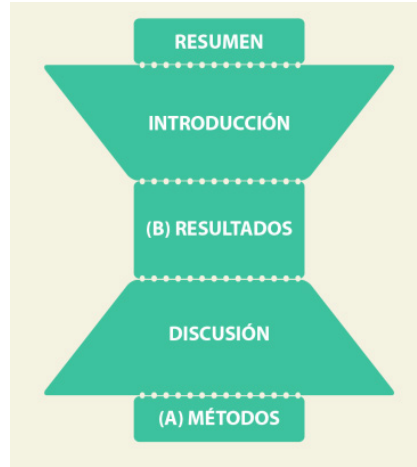 RESUMEN
INTRODUCCIÓN
(B) RESULTADOS
DISCUSIÓN
(A) MÉTODOS